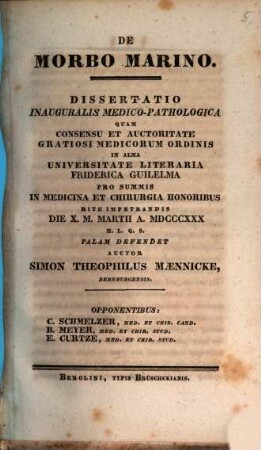 5.
DE
MORBO MARINO.
DISSERTATIO
INAUGURALIS MEDICO-PATHOLOGICA
QUAM
CONSENSU ET AUCTORITATE
GRATIOSI MEDICORUM ORDINIS
IN ALMA
UNIVERSITATE LITERARIA
FRIDERICA GUILELMA
PRO SUMMIS
IN MEDICINA ET CHIRURGIA HONORIBUS
RITE IMPETRANDIS
DIE X. M. MARTII A. MDCCCXXX
H. L. Q. S.
PALAM DEFENDET
AUCTOR
SIMON THEOPHILUS MÆNNICKE,
BERNBURGENSIS.
OPPONENTIBUS:
C. SCHMELZER, MED. ET CHIR. CAND.
B. MEYER, MED. ET CHIR. STUD.
E. CURTZE, MED. ET CHIR. STUD.
BEROLINI, TYPIS BRÜSCHCKIANIS.